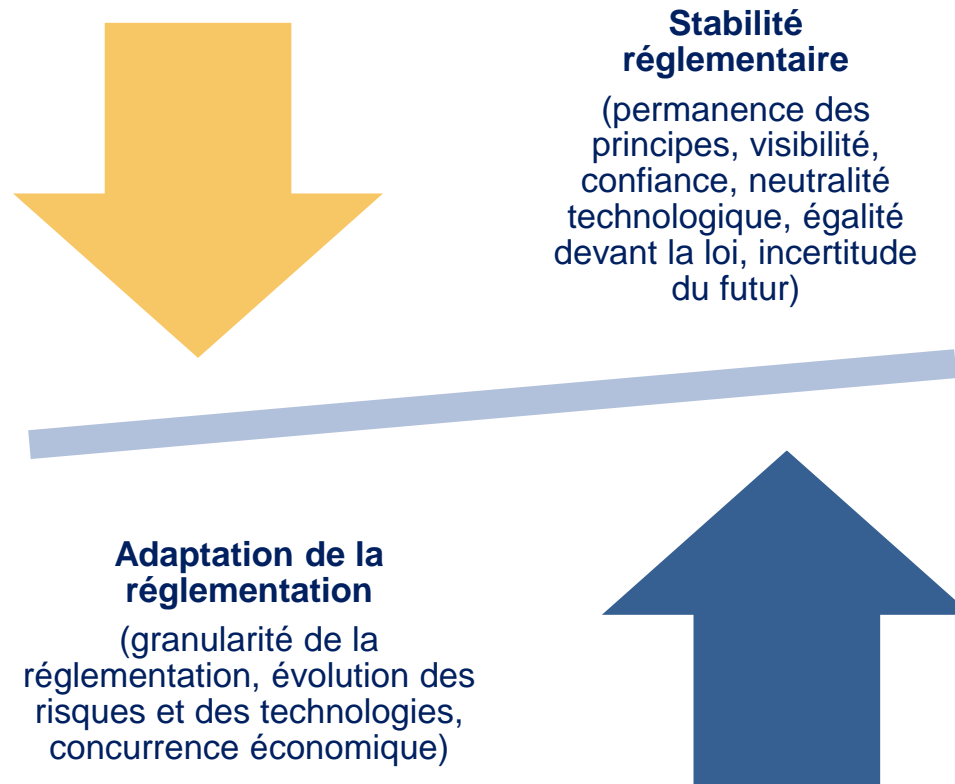 Stabilité
réglementaire
(permanence des
principes, visibilité,
confiance, neutralité
technologique, égalité
devant la loi, incertitude
du futur)
Adaptation de la
réglementation
(granularité de la
réglementation, évolution des
risques et des technologies,
concurrence économique)